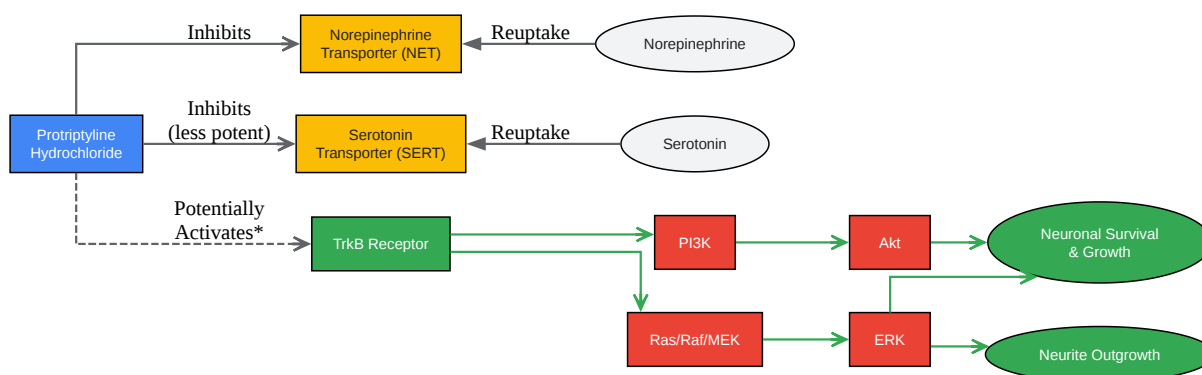 Inhibits
Norepinephrine
Transporter (NET)
Reuptake
Norepinephrine
Protriptyline
Hydrochloride
Inhibits
(less potent)
Serotonin
Transporter (SERT)
Reuptake
Serotonin
Potentially
Activates*
TrkB Receptor
PI3K
Akt
Neuronal Survival
& Growth
Ras/Raf/MEK
ERK
Neurite Outgrowth